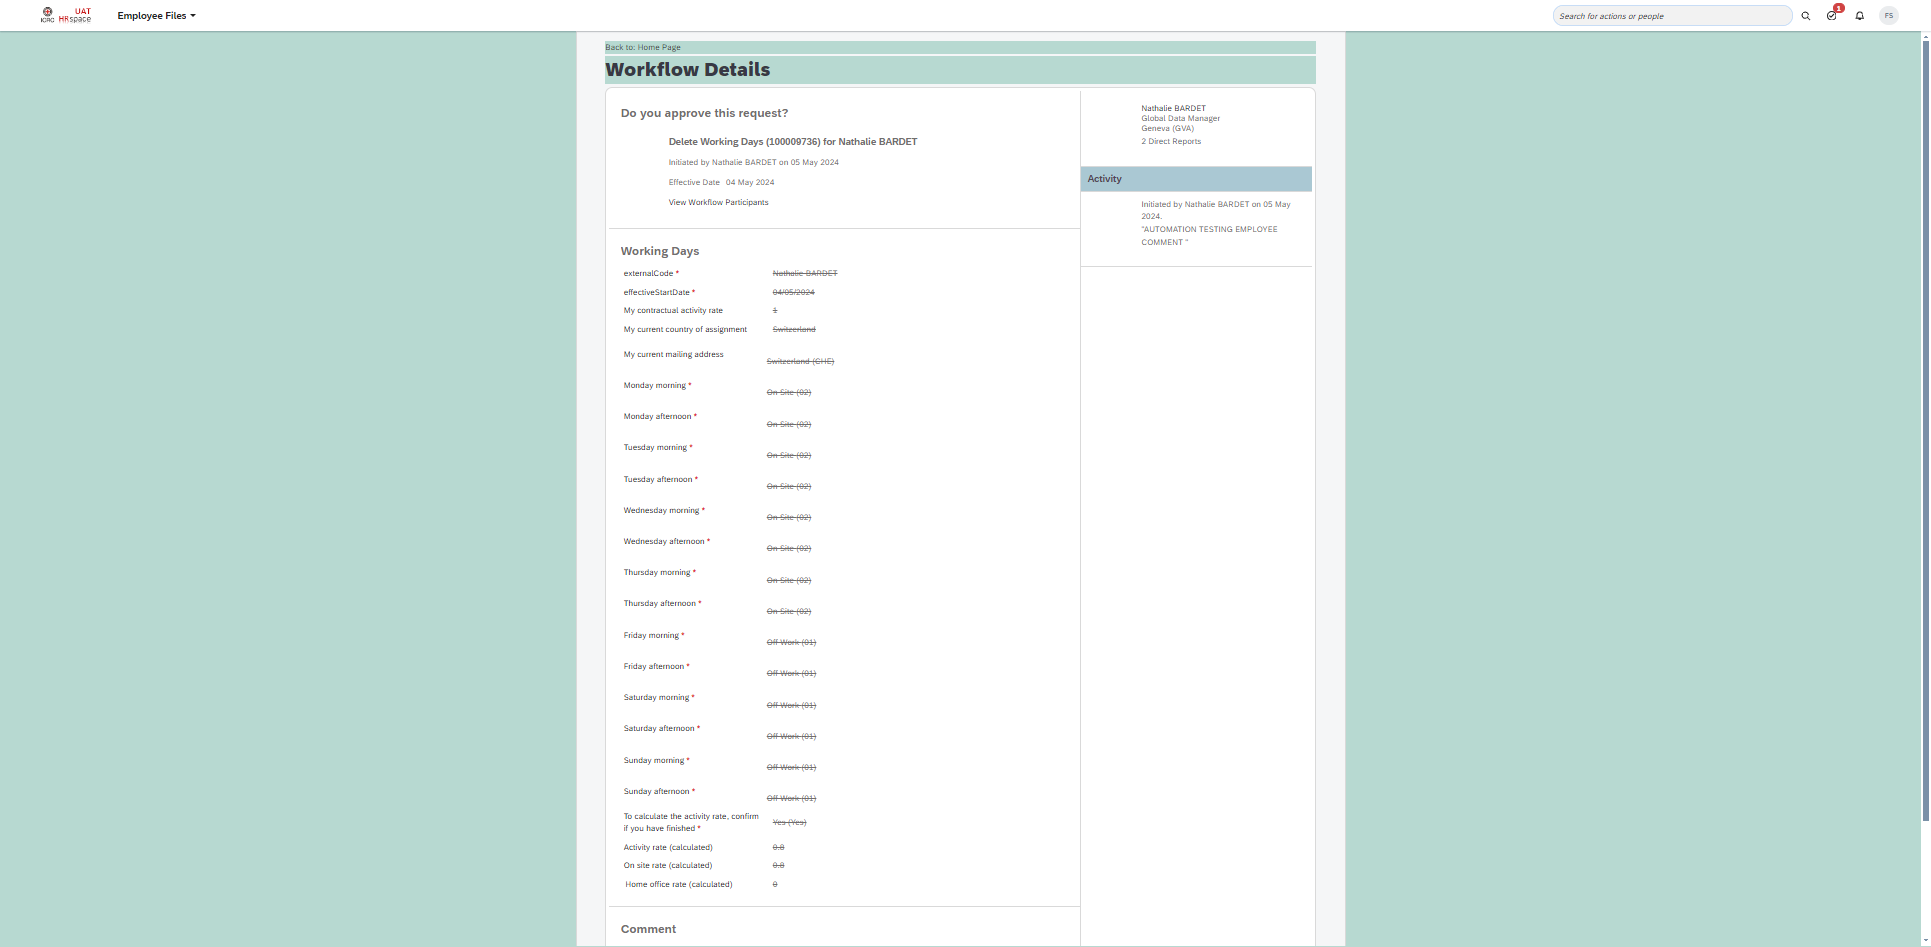 ICRC
UAT
HRspace
Employee Files
Search for actions or people
1
FS
Back to: Home Page
Workflow Details
Do you approve this request?
Delete Working Days (100009736) for Nathalie BARDET
Initiated by Nathalie BARDET on 05 May 2024
Effective Date 04 May 2024
View Workflow Participants
Nathalie BARDET
Global Data Manager
Geneva (GVA)
2 Direct Reports
Activity
Initiated by Nathalie BARDET on 05 May
2024.
"AUTOMATION TESTING EMPLOYEE
COMMENT "
Working Days
externalCode * Nathalie BARDET
effectiveStartDate * 04/05/2024
My contractual activity rate 1
My current country of assignment Switzerland
My current mailing address Switzerland (CHE)
Monday morning * On Site (02)
Monday afternoon * On Site (02)
Tuesday morning * On Site (02)
Tuesday afternoon * On Site (02)
Wednesday morning * On Site (02)
Wednesday afternoon * On Site (02)
Thursday morning * On Site (02)
Thursday afternoon * On Site (02)
Friday morning * Off Work (01)
Friday afternoon * Off Work (01)
Saturday morning * Off Work (01)
Saturday afternoon * Off Work (01)
Sunday morning * Off Work (01)
Sunday afternoon * Off Work (01)
To calculate the activity rate, confirm
if you have finished * Yes (Yes)
Activity rate (calculated) 0.8
On site rate (calculated) 0.8
Home office rate (calculated) 0
Comment